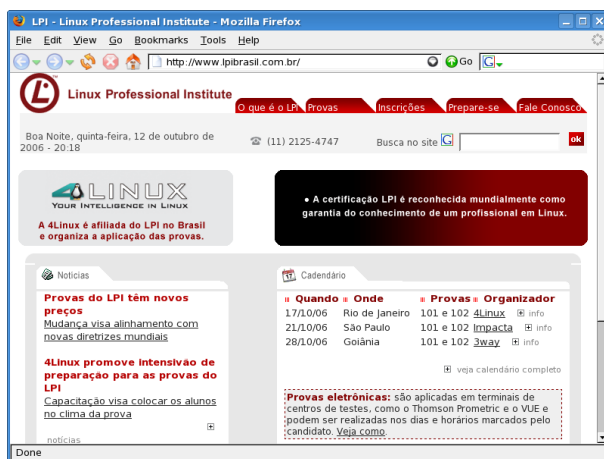 LPI - Linux Professional Institute - Mozilla Firefox
File Edit View Go Bookmarks Tools Help
http://www.lpibrasil.com.br/ Go G
LPI
Linux Professional Institute
O que é o LPI Provas Inscrições Prepare-se Fale Conosco
Boa Noite, quinta-feira, 12 de outubro de
2006 - 20:18
(11) 2125-4747
Busca no site G ok
4LINUX
YOUR INTELLIGENCE IN LINUX
A 4Linux é afiliada do LPI no Brasil
e organiza a aplicação das provas.
• A certificação LPI é reconhecida mundialmente como
garantia do conhecimento de um profissional em Linux.
Notícias
Provas do LPI têm novos
preços
Mudança visa alinhamento com
novas diretrizes mundiais
4Linux promove intensivão de
preparação para as provas do
LPI
Capacitação visa colocar os alunos
no clima da prova
notícias
17 Cadendário
Quando Onde Provas Organizador
17/10/06 Rio de Janeiro 101 e 102 4Linux info
21/10/06 São Paulo 101 e 102 Impacta info
28/10/06 Goiânia 101 e 102 3way info
veja calendário completo
Provas eletrônicas: são aplicadas em terminais de
centros de testes, como o Thomson Prometric e o VUE e
podem ser realizadas nos dias e horários marcados pelo
candidato. Veja como.
Done